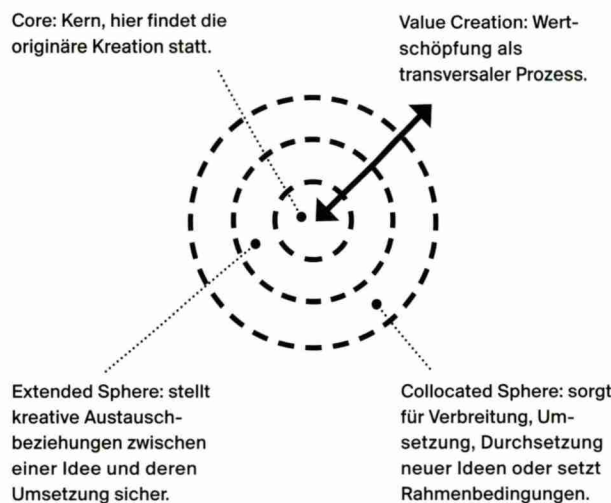 Core: Kern, hier findet die
originäre Kreation statt.
Value Creation: Wert-
schöpfung als
transversaler Prozess.
Extended Sphere: stellt
kreative Austausch-
beziehungen zwischen
einer Idee und deren
Umsetzung sicher.
Collocated Sphere: sorgt
für Verbreitung, Um-
setzung, Durchsetzung
neuer Ideen oder setzt
Rahmenbedingungen.